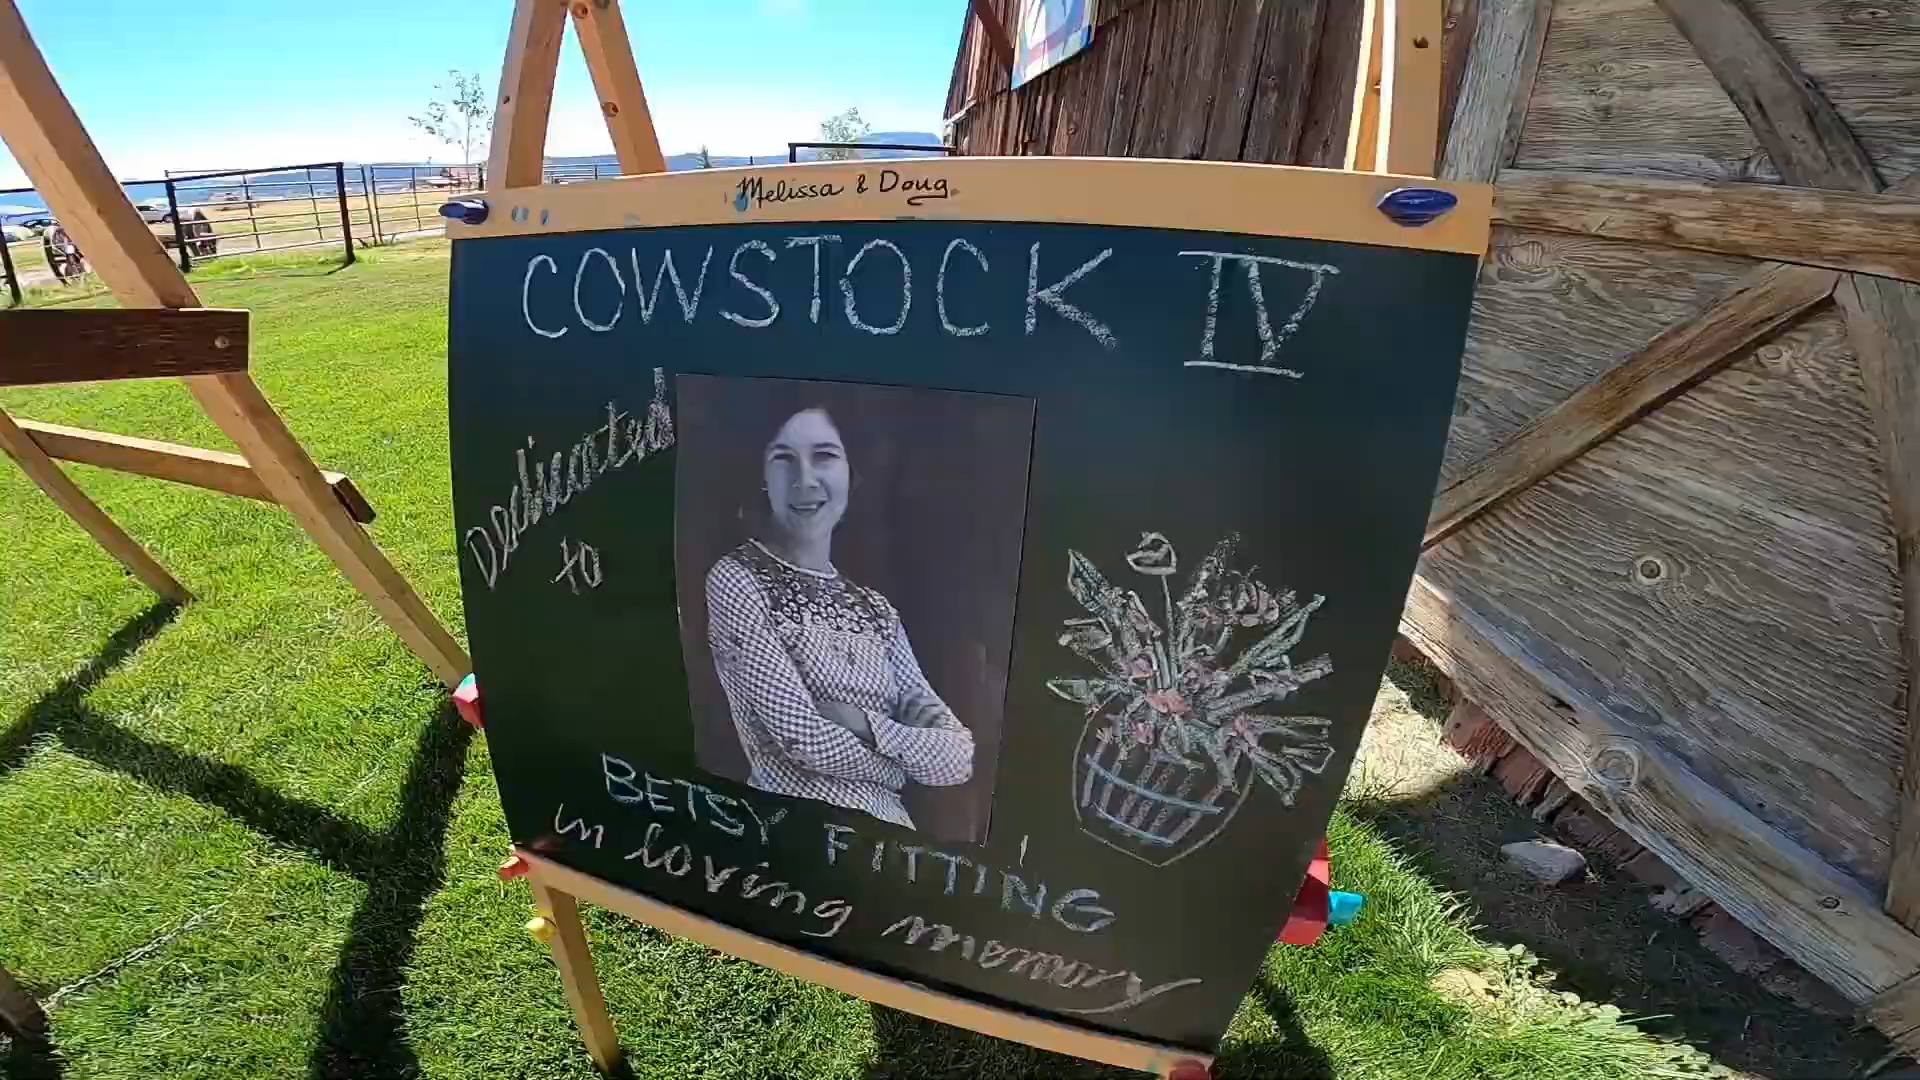 Melissa & Doug
COWSTOCK IV
Dedicated
to
BETSY FITTING
in loving memory